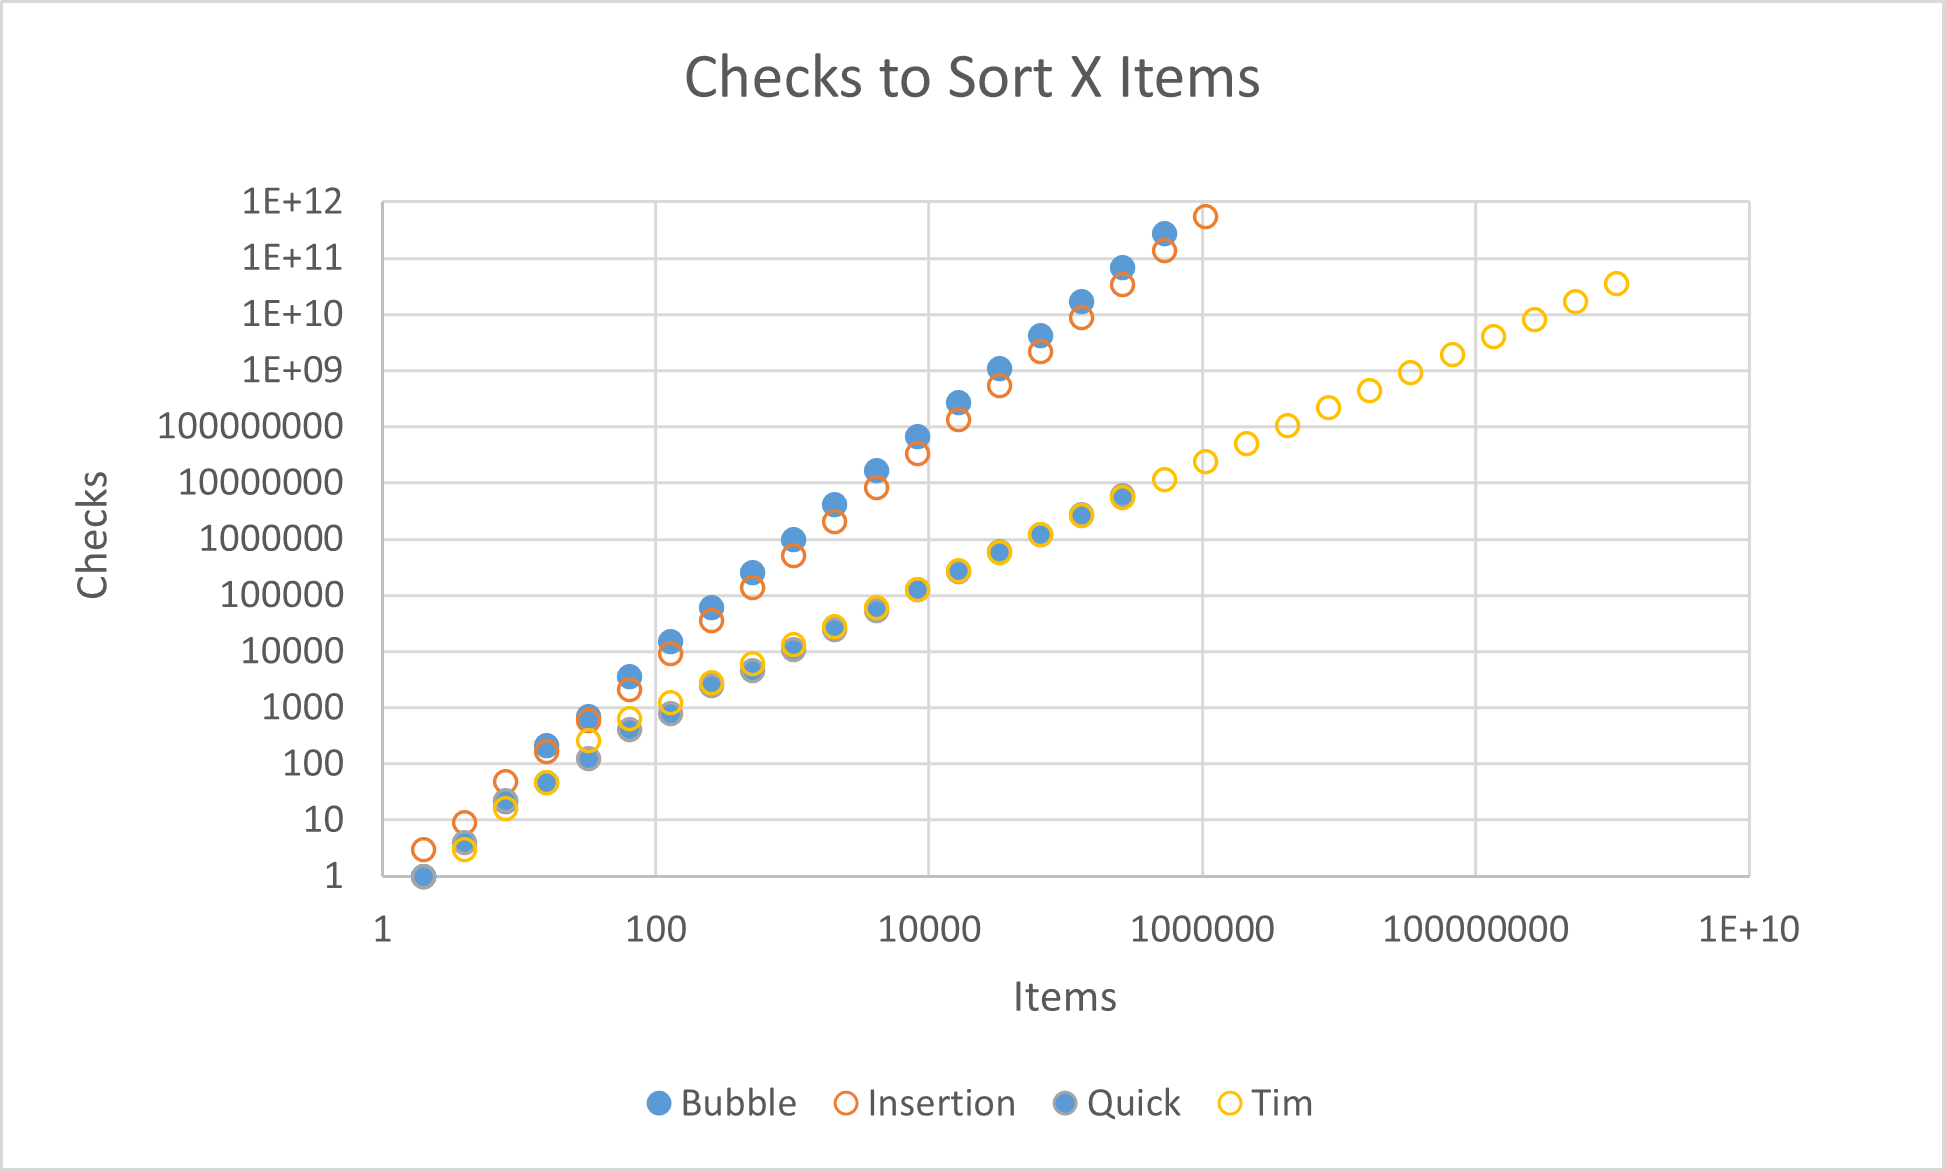 Checks to Sort X Items
1E+12
1E+11
1E+10
1E+09
100000000
10000000
1000000
100000
10000
1000
100
10
1
Checks
1 100 10000 1000000 100000000 1E+10
Items
Bubble Insertion Quick Tim